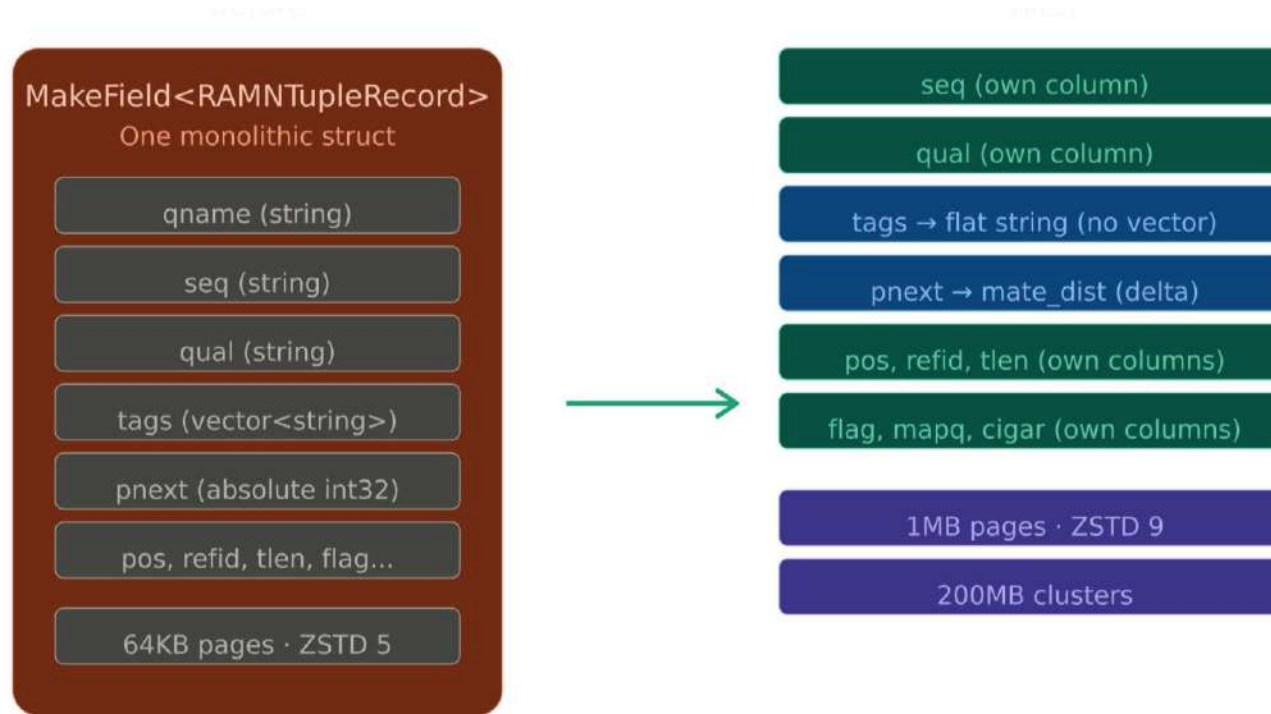 MakeField<RAMNTupleRecord>
One monolithic struct
qname (string)
seq (string)
qual (string)
tags (vector<string>)
pnext (absolute int32)
pos, refid, tlen, flag...
64KB pages · ZSTD 5
seq (own column)
qual (own column)
tags → flat string (no vector)
pnext → mate_dist (delta)
pos, refid, tlen (own columns)
flag, mapq, cigar (own columns)
1MB pages · ZSTD 9
200MB clusters